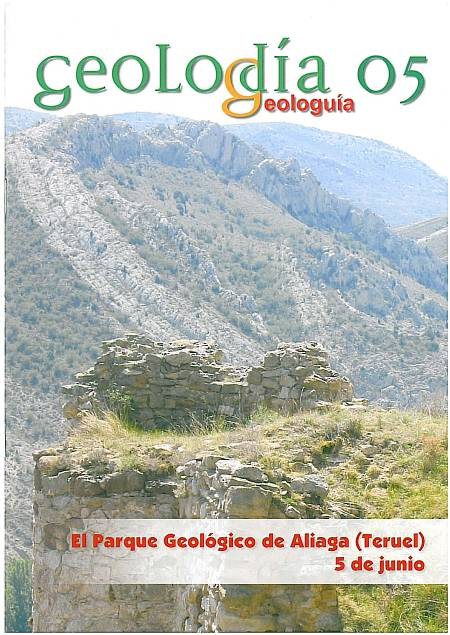 geolodía 05
geologuía
El Parque Geológico de Aliaga (Teruel)
5 de junio